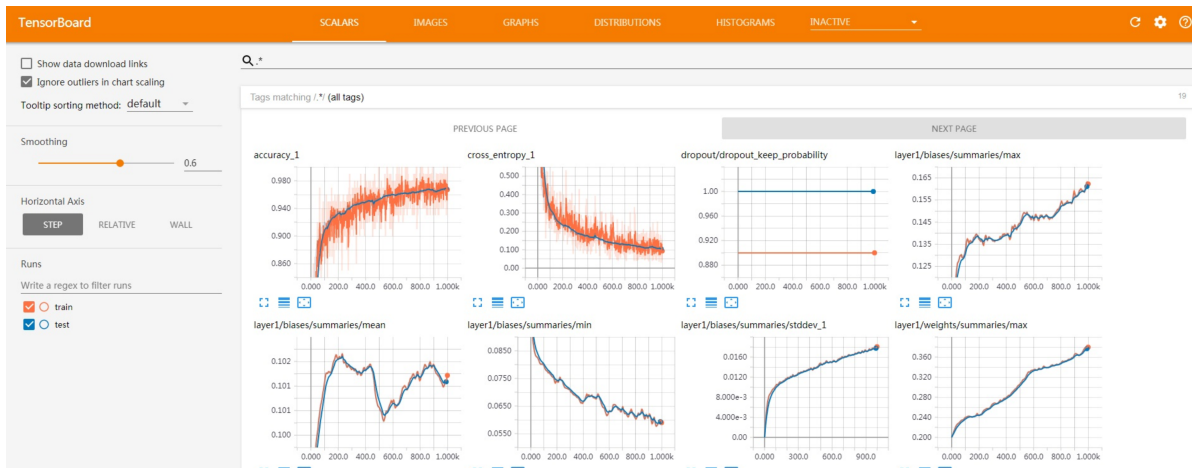 TensorBoard SCALARS IMAGES GRAPHS DISTRIBUTIONS HISTOGRAMS INACTIVE
Show data download links
Ignore outliers in chart scaling
Tooltip sorting method: default
Smoothing
0.6
Horizontal Axis
STEP RELATIVE WALL
Runs
Write a regex to filter runs
train
test
.*
Tags matching /.*/ (all tags) 19
PREVIOUS PAGE NEXT PAGE
accuracy_1
0.980
0.940
0.900
0.860
0.000 200.0 400.0 600.0 800.0 1.000k
cross_entropy_1
0.500
0.400
0.300
0.200
0.100
0.00
0.000 200.0 400.0 600.0 800.0 1.000k
dropout/dropout_keep_probability
1.00
0.960
0.920
0.880
0.000 200.0 400.0 600.0 800.0 1.000k
layer1/biases/summaries/max
0.165
0.155
0.145
0.135
0.125
0.000 200.0 400.0 600.0 800.0 1.000k
layer1/biases/summaries/mean
0.102
0.101
0.101
0.100
0.000 200.0 400.0 600.0 800.0 1.000k
layer1/biases/summaries/min
0.0850
0.0750
0.0650
0.0550
0.000 200.0 400.0 600.0 800.0 1.000k
layer1/biases/summaries/stddev_1
0.0160
0.0120
8.000e-3
4.000e-3
0.00
0.000 300.0 600.0 900.0
layer1/weights/summaries/max
0.360
0.320
0.280
0.240
0.200
0.000 200.0 400.0 600.0 800.0 1.000k